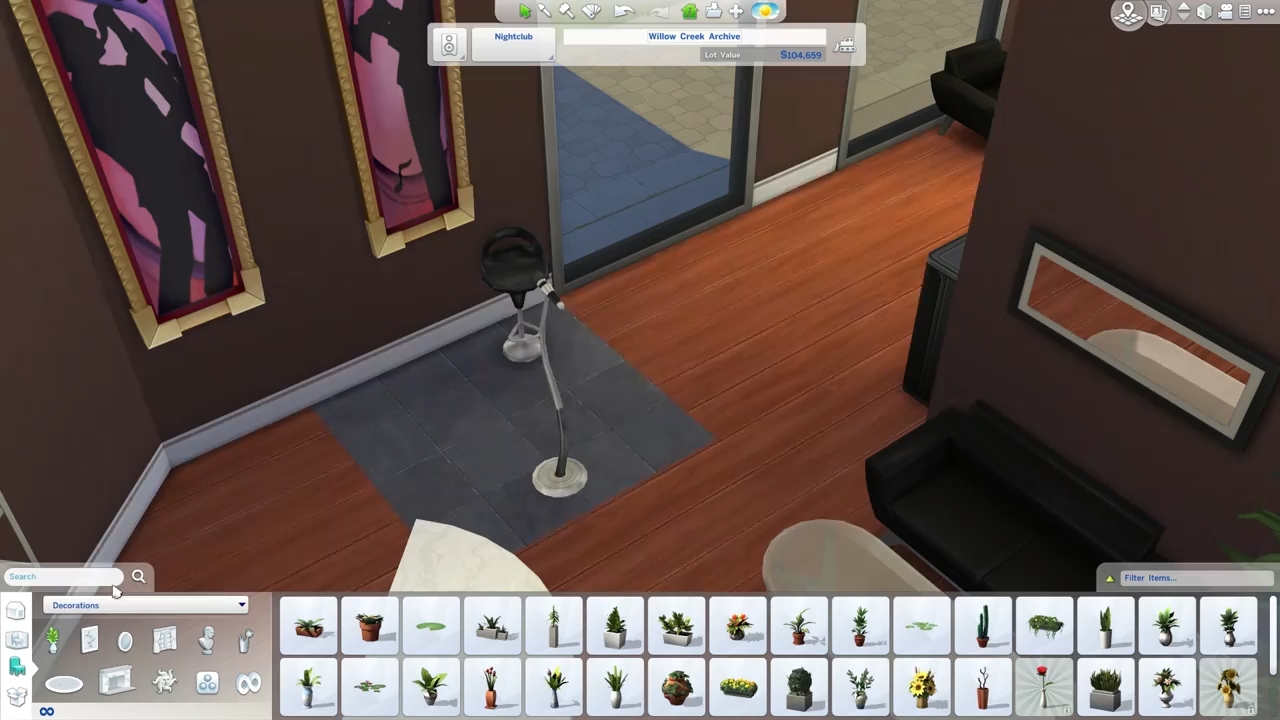 Nightclub
Willow Creek Archive
Lot Value
$104,659
Search
Filter Items...
Decorations